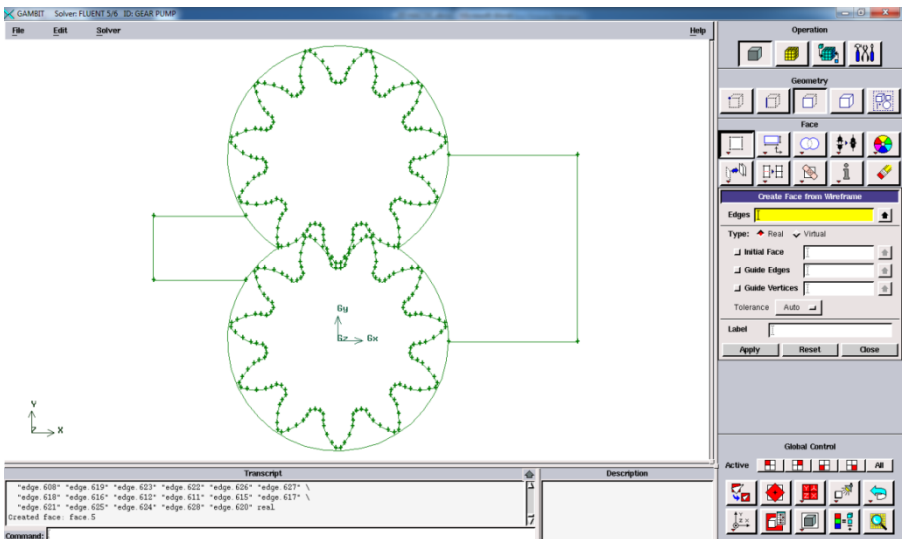 GAMBIT Solver: FLUENT 5/6 ID: GEAR PUMP
File Edit Solver Help
Operation
Geometry
Face
Create Face from Wireframe
Edges
Type: Real Virtual
Initial Face
Guide Edges
Guide Vertices
Tolerance Auto
Label
Apply Reset Close
Gy
Gz Gx
Y
Z X
Global Control
Active All
Transcript
Description
"edge.608" "edge.619" "edge.623" "edge.622" "edge.626" "edge.627" \
"edge.618" "edge.616" "edge.612" "edge.611" "edge.615" "edge.617" \
"edge.621" "edge.625" "edge.624" "edge.628" "edge.620" real
Created face: face.5
Command: